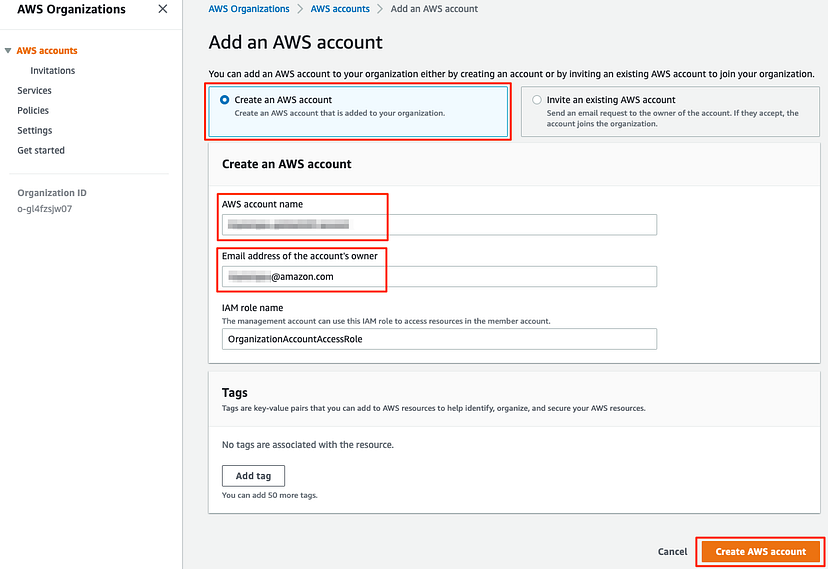 AWS Organizations
AWS accounts
Invitations
Services
Policies
Settings
Get started
Organization ID
o-gl4fzsjw07
AWS Organizations > AWS accounts > Add an AWS account
Add an AWS account
You can add an AWS account to your organization either by creating an account or by inviting an existing AWS account to join your organization.
Create an AWS account
Create an AWS account that is added to your organization.
Invite an existing AWS account
Send an email request to the owner of the account. If they accept, the
account joins the organization.
Create an AWS account
AWS account name
Email address of the account's owner
@amazon.com
IAM role name
The management account can use this IAM role to access resources in the member account.
OrganizationAccountAccessRole
Tags
Tags are key-value pairs that you can add to AWS resources to help identify, organize, and secure your AWS resources.
No tags are associated with the resource.
Add tag
You can add 50 more tags.
Cancel
Create AWS account